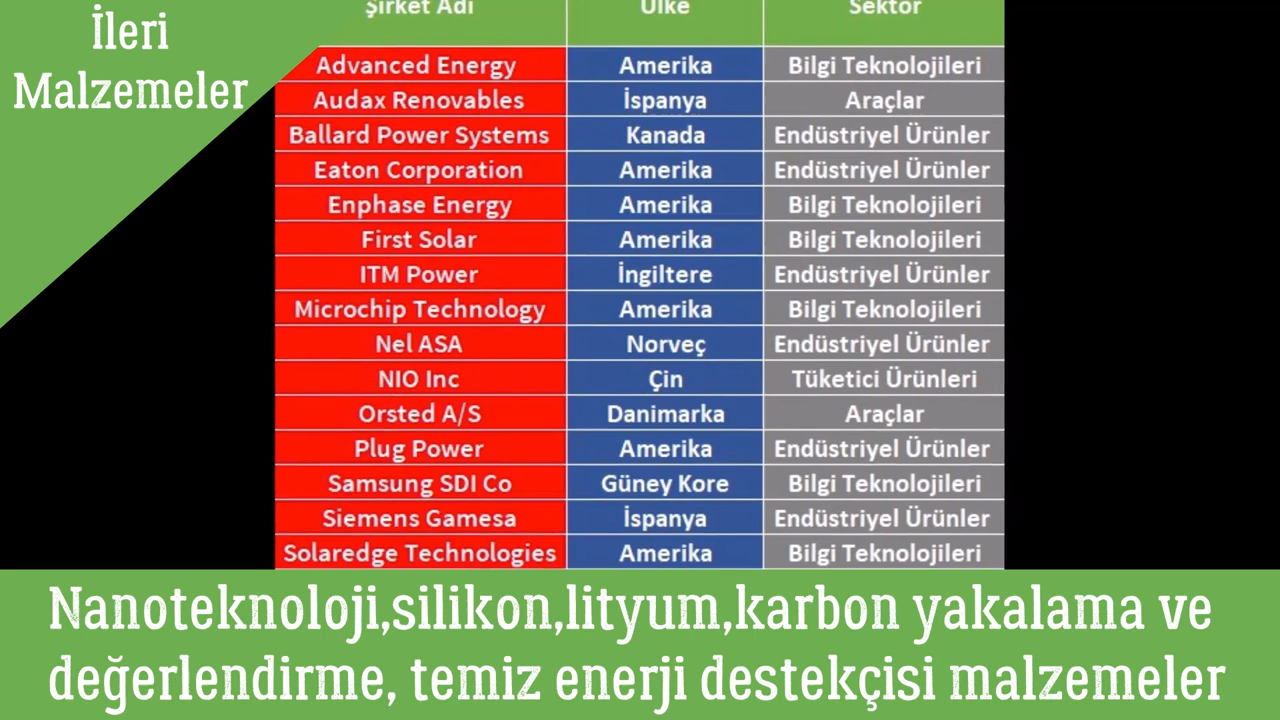 İleri
Malzemeler
Şirket Adı Ülke Sektör
Advanced Energy Amerika Bilgi Teknolojileri
Audax Renovables İspanya Araçlar
Ballard Power Systems Kanada Endüstriyel Ürünler
Eaton Corporation Amerika Endüstriyel Ürünler
Enphase Energy Amerika Bilgi Teknolojileri
First Solar Amerika Bilgi Teknolojileri
ITM Power İngiltere Endüstriyel Ürünler
Microchip Technology Amerika Bilgi Teknolojileri
Nel ASA Norveç Endüstriyel Ürünler
NIO Inc Çin Tüketici Ürünleri
Orsted A/S Danimarka Araçlar
Plug Power Amerika Endüstriyel Ürünler
Samsung SDI Co Güney Kore Bilgi Teknolojileri
Siemens Gamesa İspanya Endüstriyel Ürünler
Solaredge Technologies Amerika Bilgi Teknolojileri
Nanoteknoloji,silikon,lityum,karbon yakalama ve
değerlendirme, temiz enerji destekçisi malzemeler